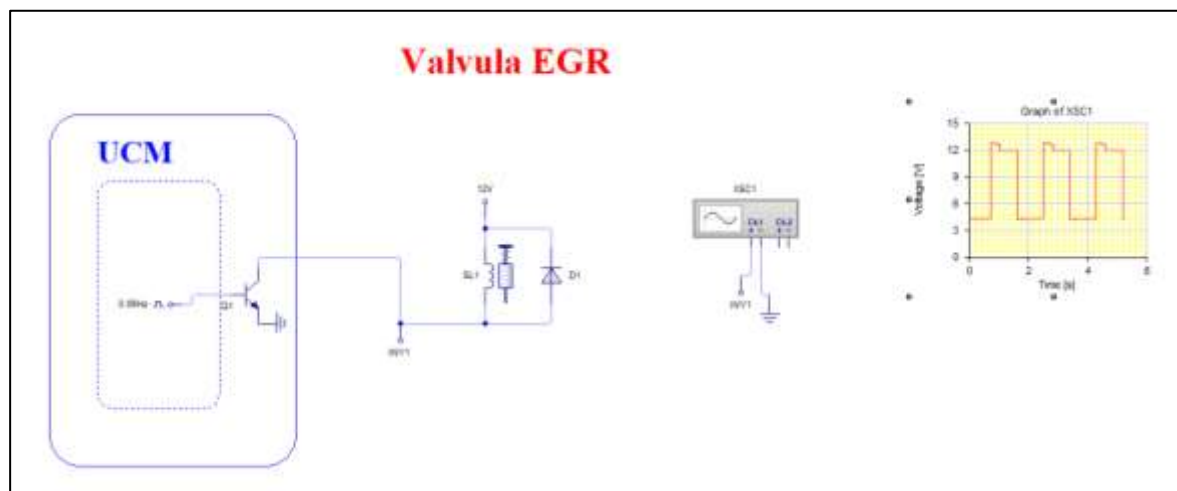 Valvula EGR
UCM
Q1
12V
SL1
D1
XSC1
Graph of XSC1
Voltage [V]
15
12
9
6
3
0
0
2
4
6
Time [s]